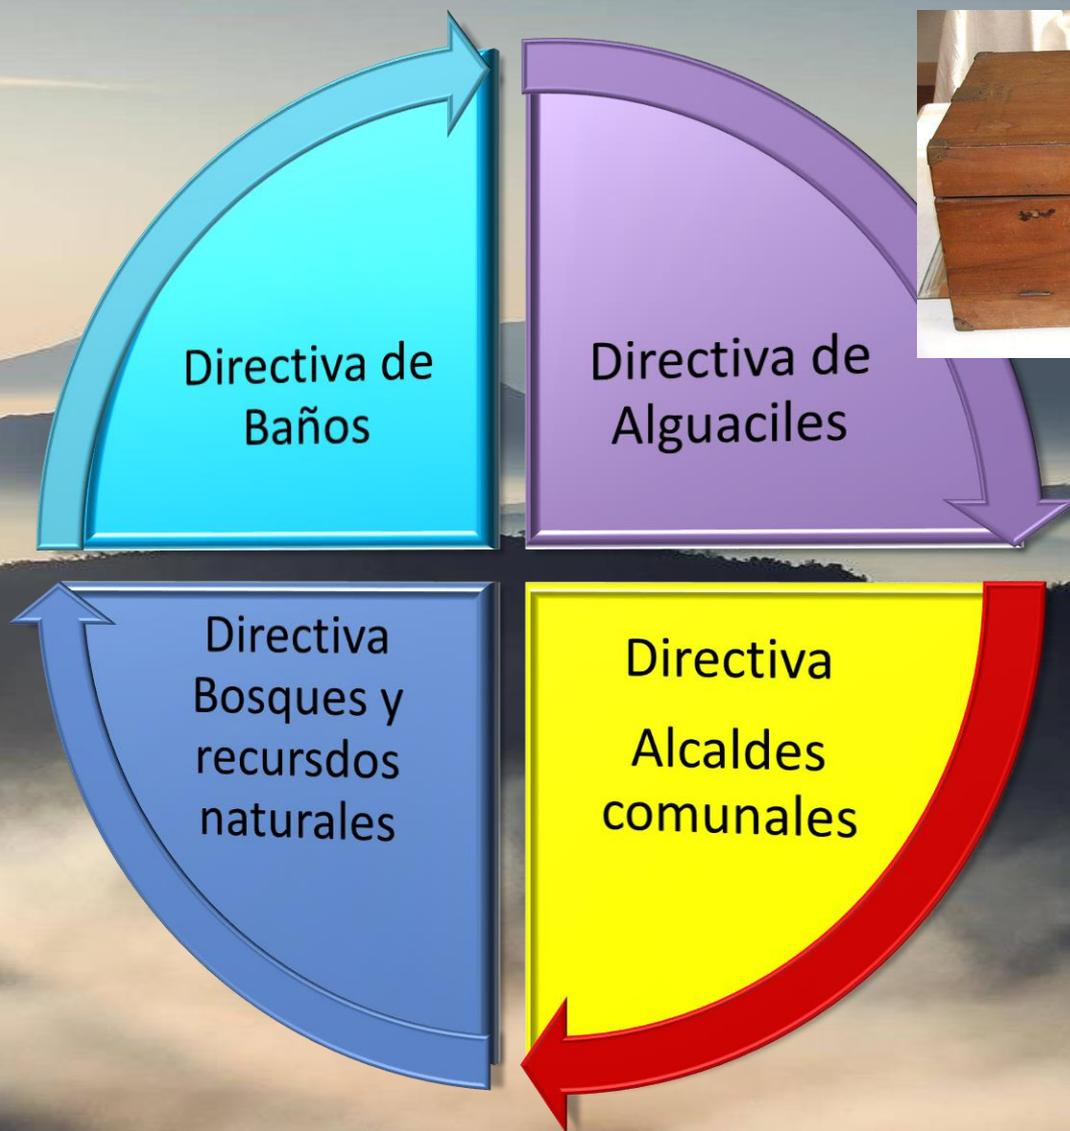 Directiva de
Baños
Directiva de
Alguaciles
Directiva
Bosques y
recursdos
naturales
Directiva
Alcaldes
comunales